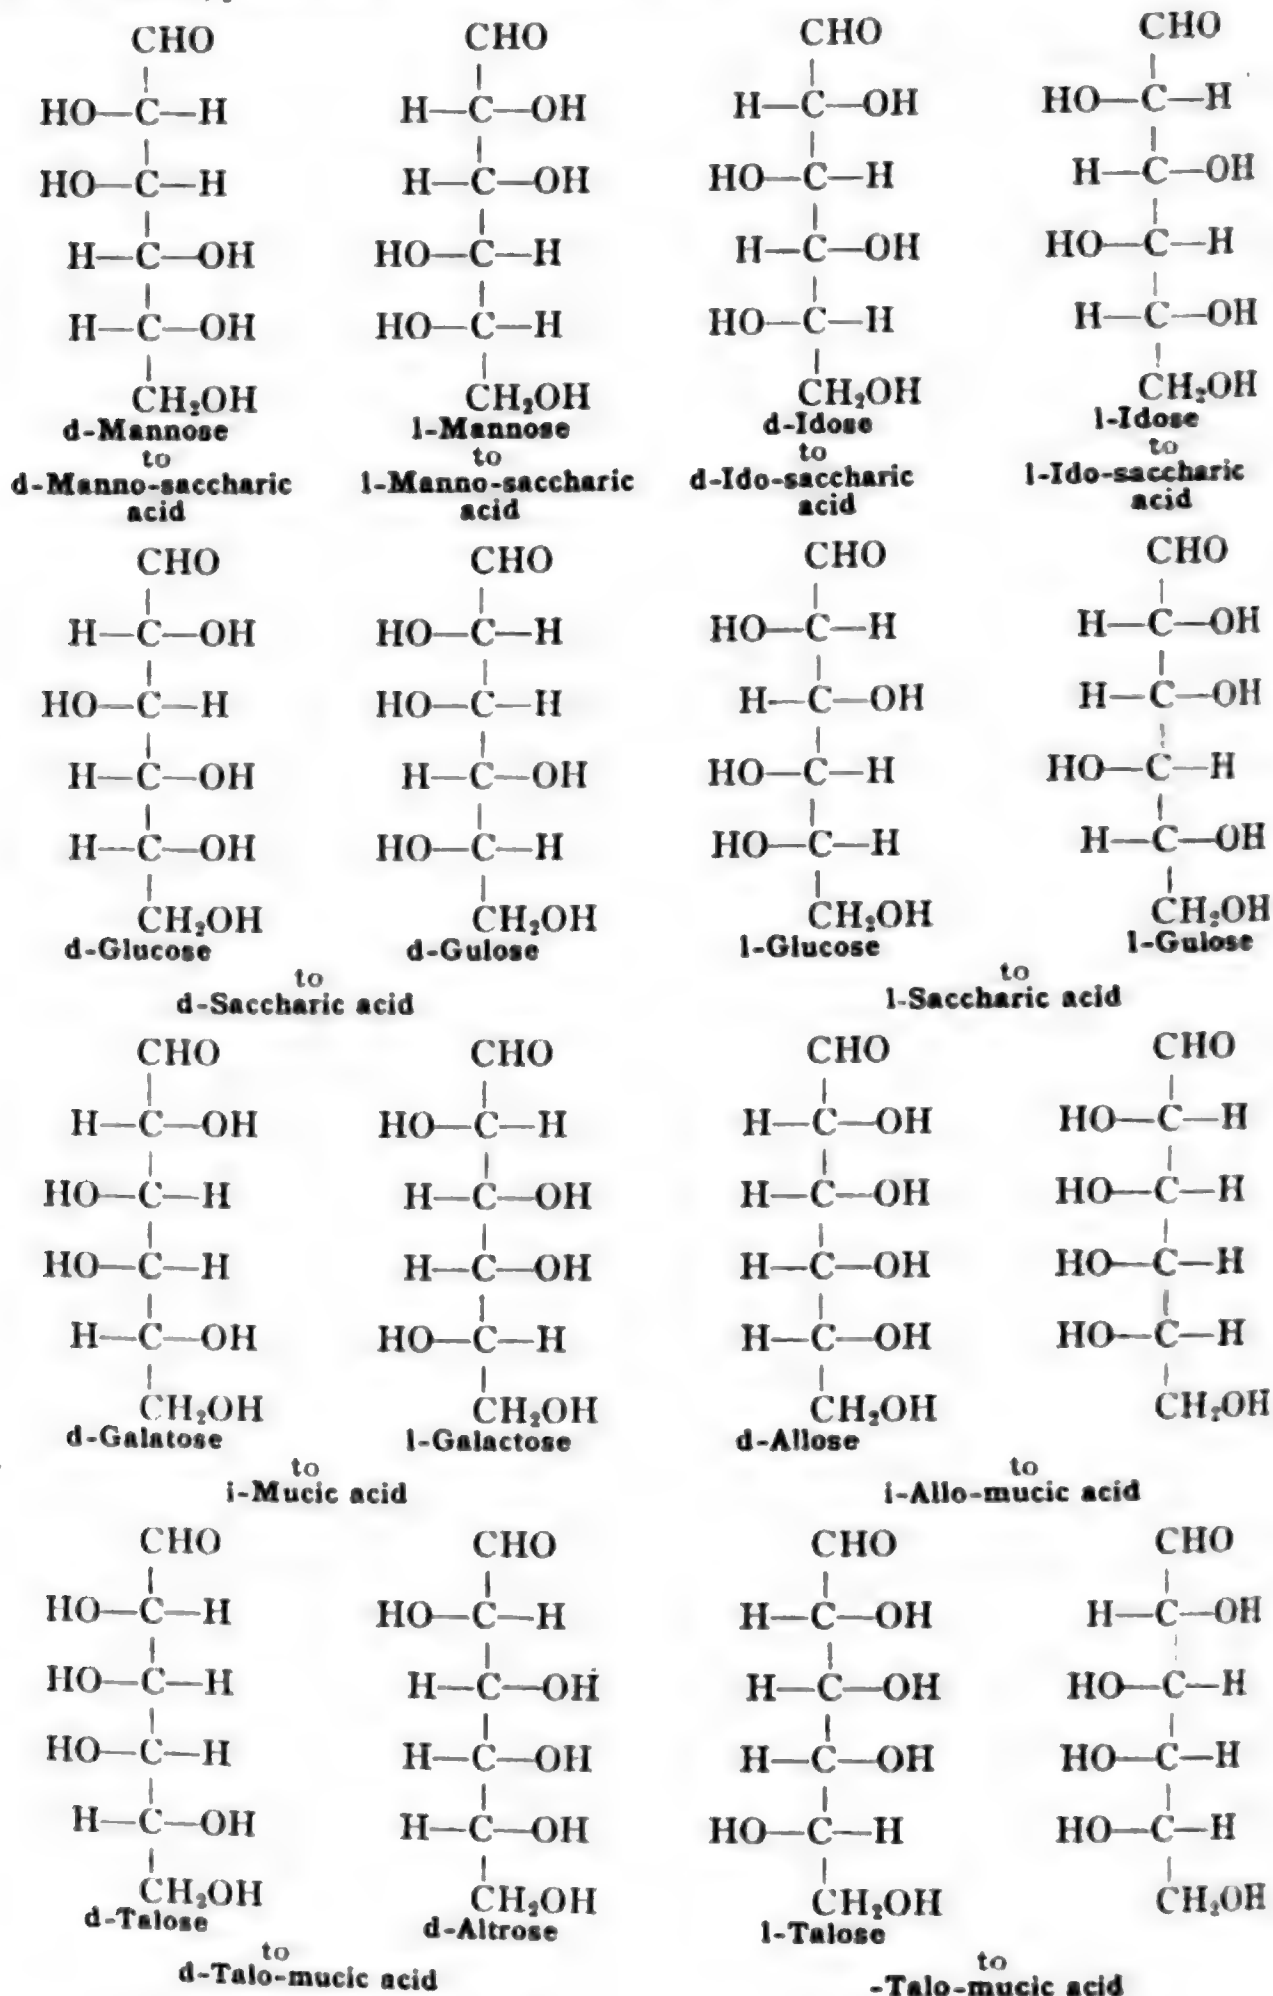 CHO CHO CHO CHO
HO—C—H H—C—OH H—C—OH HO—C—H
HO—C—H H—C—OH HO—C—H H—C—OH
H—C—OH HO—C—H H—C—OH HO—C—H
H—C—OH HO—C—H HO—C—H H—C—OH
CH₂OH CH₂OH CH₂OH CH₂OH
d-Mannose l-Mannose d-Idose l-Idose
to to to to
d-Manno-saccharic l-Manno-saccharic d-Ido-saccharic l-Ido-saccharic
acid acid acid acid
CHO CHO CHO CHO
H—C—OH HO—C—H HO—C—H H—C—OH
HO—C—H HO—C—H H—C—OH H—C—OH
H—C—OH H—C—OH HO—C—H HO—C—H
H—C—OH HO—C—H HO—C—H H—C—OH
CH₂OH CH₂OH CH₂OH CH₂OH
d-Glucose d-Gulose l-Glucose l-Gulose
to to
d-Saccharic acid l-Saccharic acid
CHO CHO CHO CHO
H—C—OH HO—C—H H—C—OH HO—C—H
HO—C—H H—C—OH H—C—OH HO—C—H
HO—C—H H—C—OH H—C—OH HO—C—H
H—C—OH HO—C—H H—C—OH HO—C—H
CH₂OH CH₂OH CH₂OH CH₂OH
d-Galatose l-Galactose d-Allose
to to
i-Mucic acid i-Allo-mucic acid
CHO CHO CHO CHO
HO—C—H HO—C—H H—C—OH H—C—OH
HO—C—H H—C—OH H—C—OH HO—C—H
HO—C—H H—C—OH H—C—OH HO—C—H
H—C—OH H—C—OH HO—C—H HO—C—H
CH₂OH CH₂OH CH₂OH CH₂OH
d-Talose d-Altrose l-Talose
to to
d-Talo-mucic acid -Talo-mucic acid